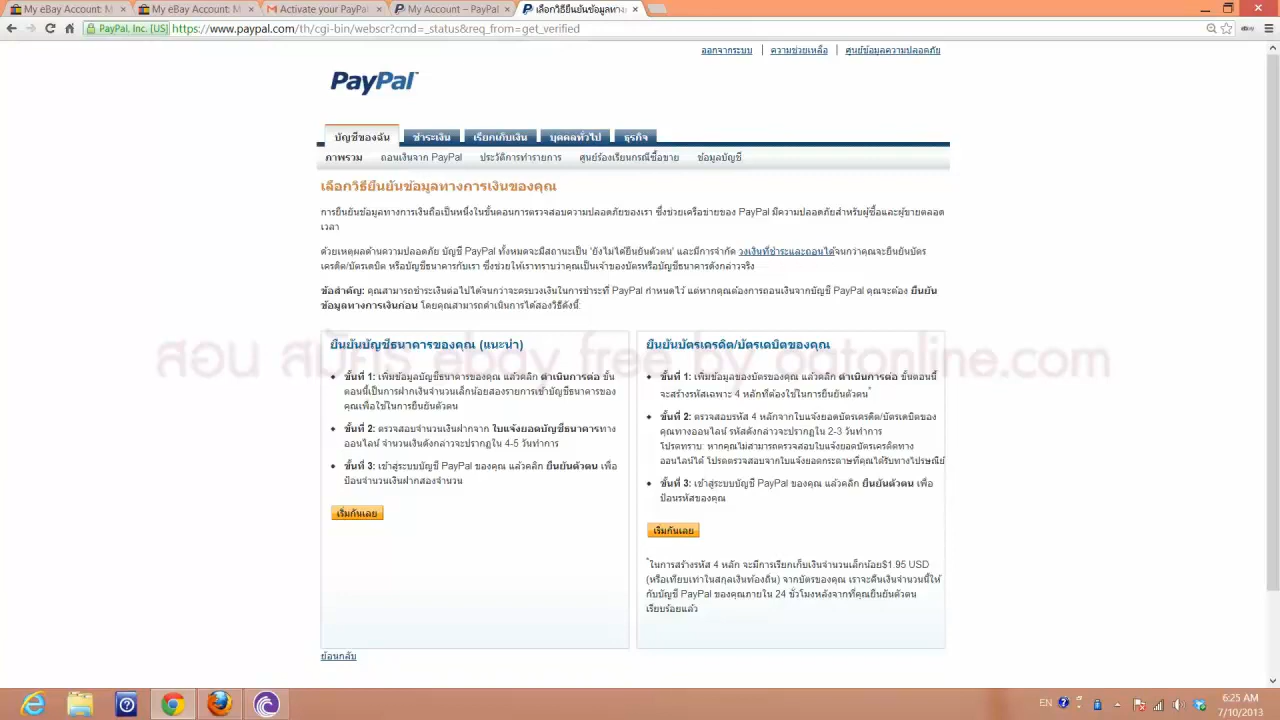 My eBay Account: M
My eBay Account: M
Activate your PayPal
My Account – PayPal
เลือกวิธียืนยันข้อมูลทาง
PayPal, Inc. [US] https://www.paypal.com/th/cgi-bin/webscr?cmd=_status&req_from=get_verified
ออกจากระบบ | ความช่วยเหลือ | ศูนย์ข้อมูลความปลอดภัย
PayPal™
บัญชีของฉัน ชำระเงิน เรียกเก็บเงิน บุคคลทั่วไป ธุรกิจ
ภาพรวม ถอนเงินจาก PayPal ประวัติการทำรายการ ศูนย์ร้องเรียนกรณีซื้อขาย ข้อมูลบัญชี
เลือกวิธียืนยันข้อมูลทางการเงินของคุณ
การยืนยันข้อมูลทางการเงินถือเป็นหนึ่งในขั้นตอนการตรวจสอบความปลอดภัยของเรา ซึ่งช่วยเครือข่ายของ PayPal มีความปลอดภัยสำหรับผู้ซื้อและผู้ขายตลอด
เวลา
ด้วยเหตุผลด้านความปลอดภัย บัญชี PayPal ทั้งหมดจะมีสถานะเป็น 'ยังไม่ได้ยืนยันตัวตน' และมีการจำกัด วงเงินที่ชำระและถอนได้จนกว่าคุณจะยืนยันบัตร
เครดิต/บัตรเดบิต หรือบัญชีธนาคารกับเรา ซึ่งช่วยให้เราทราบว่าคุณเป็นเจ้าของบัตรหรือบัญชีธนาคารดังกล่าวจริง
ข้อสำคัญ: คุณสามารถชำระเงินต่อไปได้จนกว่าจะครบวงเงินในการชำระที่ PayPal กำหนดไว้ แต่หากคุณต้องการถอนเงินจากบัญชี PayPal คุณจะต้อง ยืนยัน
ข้อมูลทางการเงินก่อน โดยคุณสามารถดำเนินการได้สองวิธีดังนี้:
สอน สมัคร ebay free by ototonline.com
ยืนยันบัญชีธนาคารของคุณ (แนะนำ)
• ขั้นที่ 1: เพิ่มข้อมูลบัญชีธนาคารของคุณ แล้วคลิก ดำเนินการต่อ ขั้น
ตอนนี้เป็นการฝากเงินจำนวนเล็กน้อยสองรายการเข้าบัญชีธนาคารของ
คุณเพื่อใช้ในการยืนยันตัวตน
• ขั้นที่ 2: ตรวจสอบจำนวนเงินฝากจาก ใบแจ้งยอดบัญชีธนาคารทาง
ออนไลน์ จำนวนเงินดังกล่าวจะปรากฏใน 4-5 วันทำการ
• ขั้นที่ 3: เข้าสู่ระบบบัญชี PayPal ของคุณ แล้วคลิก ยืนยันตัวตน เพื่อ
ป้อนจำนวนเงินฝากสองจำนวน
เริ่มกันเลย
ยืนยันบัตรเครดิต/บัตรเดบิตของคุณ
• ขั้นที่ 1: เพิ่มข้อมูลของบัตรของคุณ แล้วคลิก ดำเนินการต่อ ขั้นตอนนี้
จะสร้างรหัสเฉพาะ 4 หลักที่ต้องใช้ในการยืนยันตัวตน*
• ขั้นที่ 2: ตรวจสอบรหัส 4 หลักจากใบแจ้งยอดบัตรเครดิต/บัตรเดบิตของ
คุณทางออนไลน์ รหัสดังกล่าวจะปรากฏใน 2-3 วันทำการ
โปรดทราบ: หากคุณไม่สามารถตรวจสอบใบแจ้งยอดบัตรเครดิตทาง
ออนไลน์ได้ โปรดตรวจสอบจากใบแจ้งยอดกระดาษที่คุณได้รับทางไปรษณีย์
• ขั้นที่ 3: เข้าสู่ระบบบัญชี PayPal ของคุณ แล้วคลิก ยืนยันตัวตน เพื่อ
ป้อนรหัสของคุณ
เริ่มกันเลย
*ในการสร้างรหัส 4 หลัก จะมีการเรียกเก็บเงินจำนวนเล็กน้อย$1.95 USD
(หรือเทียบเท่าในสกุลเงินท้องถิ่น) จากบัตรของคุณ เราจะคืนเงินจำนวนนี้ให้
กับบัญชี PayPal ของคุณภายใน 24 ชั่วโมงหลังจากที่คุณยืนยันตัวตน
เรียบร้อยแล้ว
ย้อนกลับ
EN
6:25 AM
7/10/2013